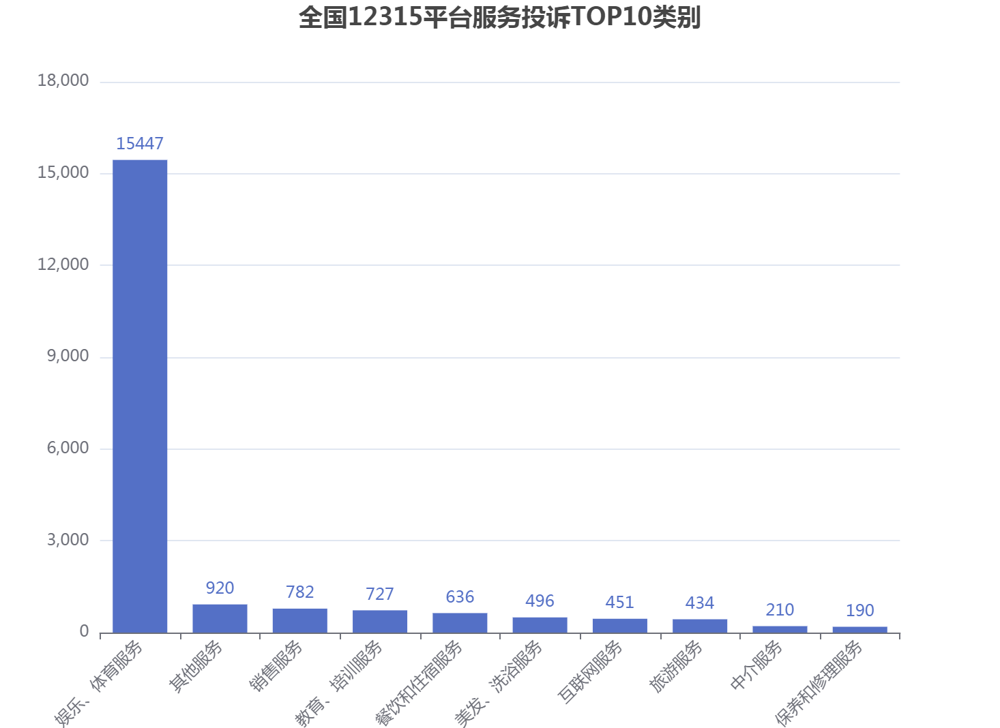 全国12315平台服务投诉TOP10类别
18,000
15,000
12,000
9,000
6,000
3,000
0
15447
920
782
727
636
496
451
434
210
190
娱乐、体育服务
其他服务
销售服务
教育、培训服务
餐饮和住宿服务
美发、洗浴服务
互联网服务
旅游服务
中介服务
保养和修理服务